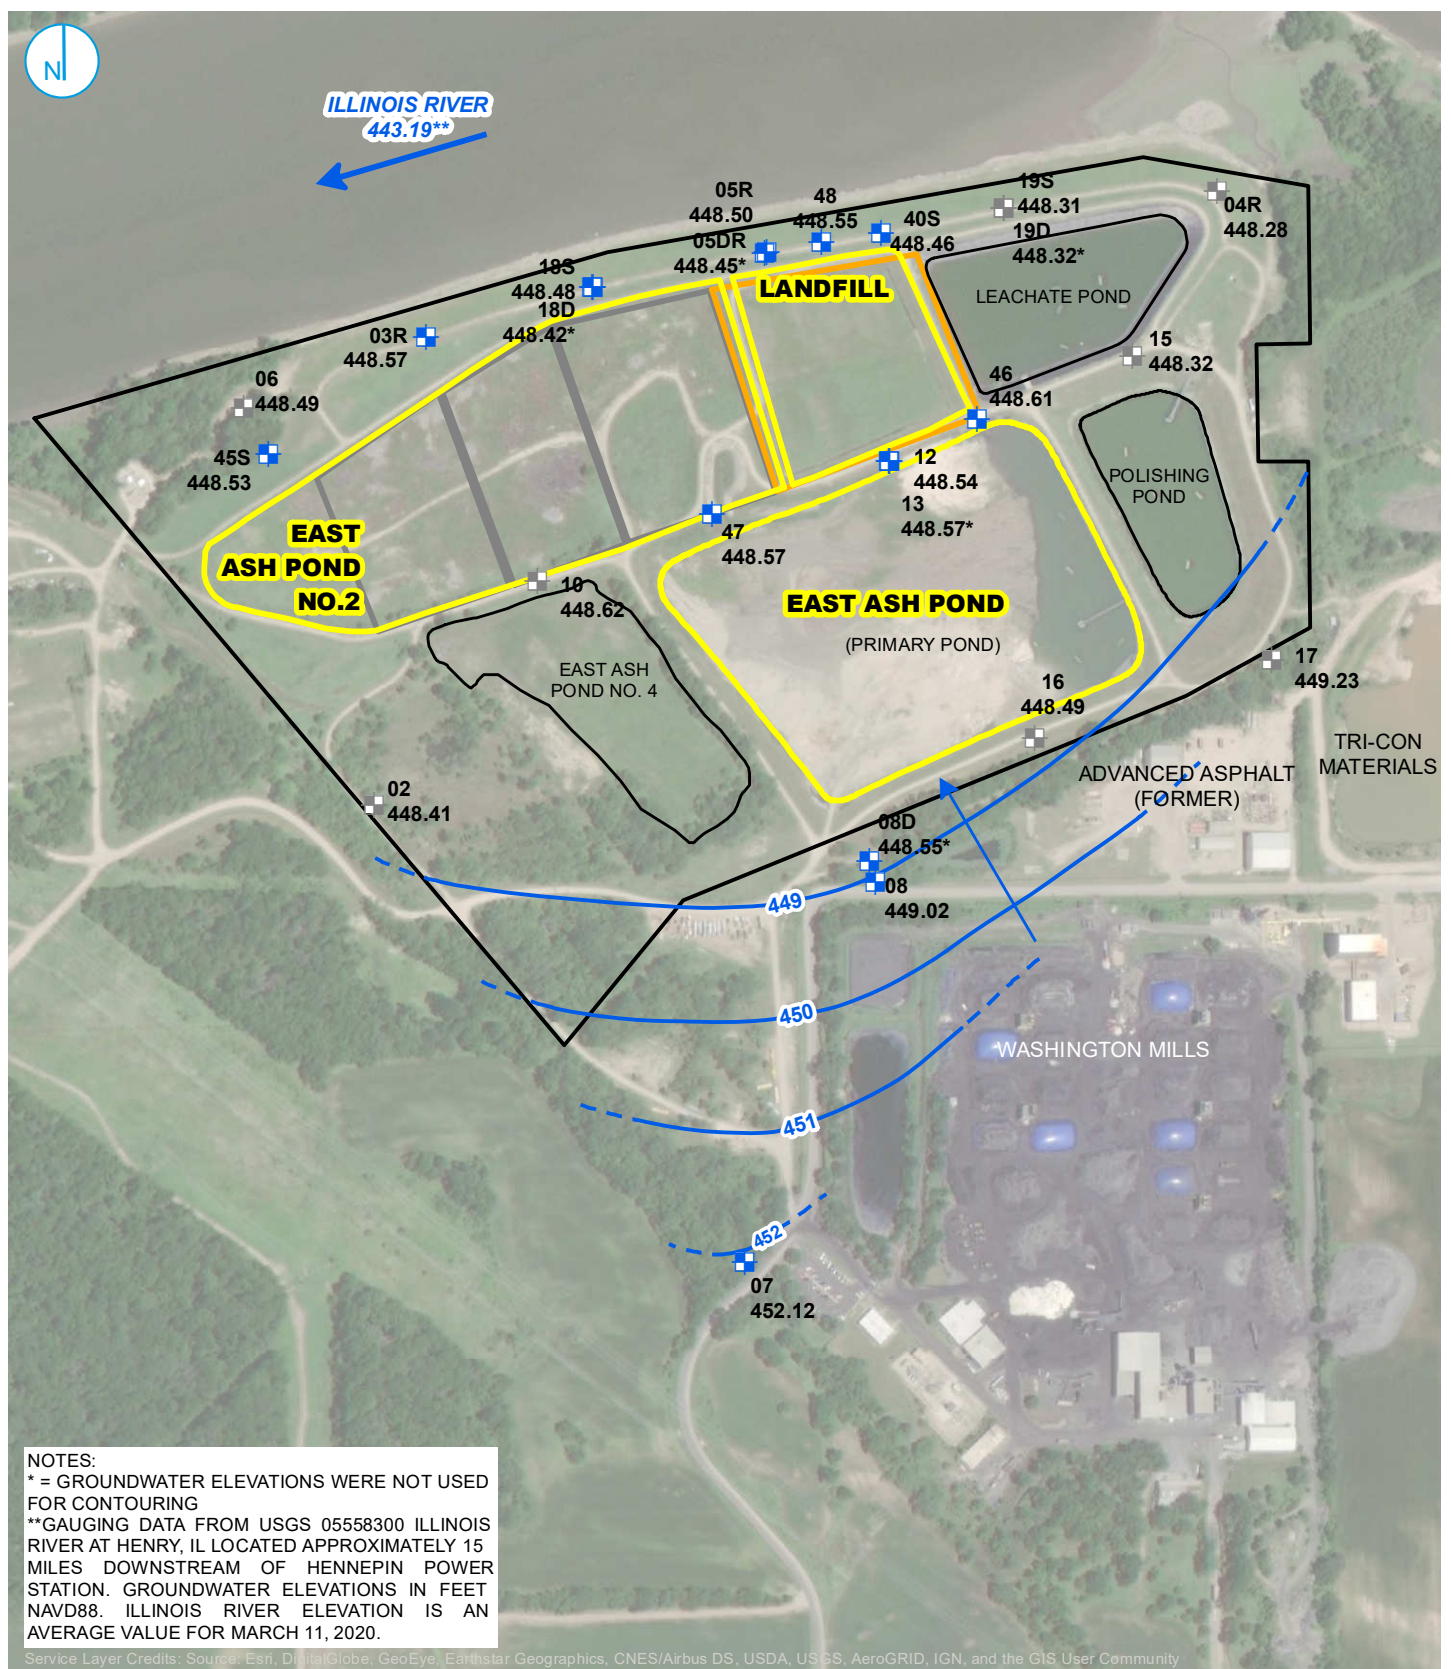 N
ILLINOIS RIVER
443.19**
05R
448.50
48
448.55
40S
448.46
19S
448.31
19D
448.32*
04R
448.28
05DR
448.45*
18S
448.48
18D
448.42*
LANDFILL
LEACHATE POND
03R
448.57
15
448.32
06
448.49
46
448.61
45S
448.53
12
448.54
13
448.57*
POLISHING
POND
47
448.57
EAST
ASH POND
NO.2
10
448.62
EAST ASH POND
(PRIMARY POND)
EAST ASH
POND NO. 4
16
448.49
17
449.23
TRI-CON
MATERIALS
ADVANCED ASPHALT
(FORMER)
02
448.41
08D
448.55*
08
449.02
449
450
WASHINGTON MILLS
451
452
07
452.12
NOTES:
* = GROUNDWATER ELEVATIONS WERE NOT USED
FOR CONTOURING
**GAUGING DATA FROM USGS 05558300 ILLINOIS
RIVER AT HENRY, IL LOCATED APPROXIMATELY 15
MILES DOWNSTREAM OF HENNEPIN POWER
STATION. GROUNDWATER ELEVATIONS IN FEET
NAVD88. ILLINOIS RIVER ELEVATION IS AN
AVERAGE VALUE FOR MARCH 11, 2020.
Service Layer Credits: Source: Esri, DigitalGlobe, GeoEye, Earthstar Geographics, CNES/Airbus DS, USDA, USGS, AeroGRID, IGN, and the GIS User Community